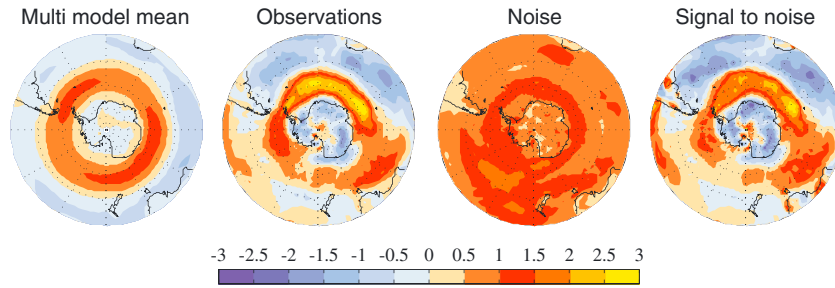 Multi model mean Observations Noise Signal to noise
-3 -2.5 -2 -1.5 -1 -0.5 0 0.5 1 1.5 2 2.5 3